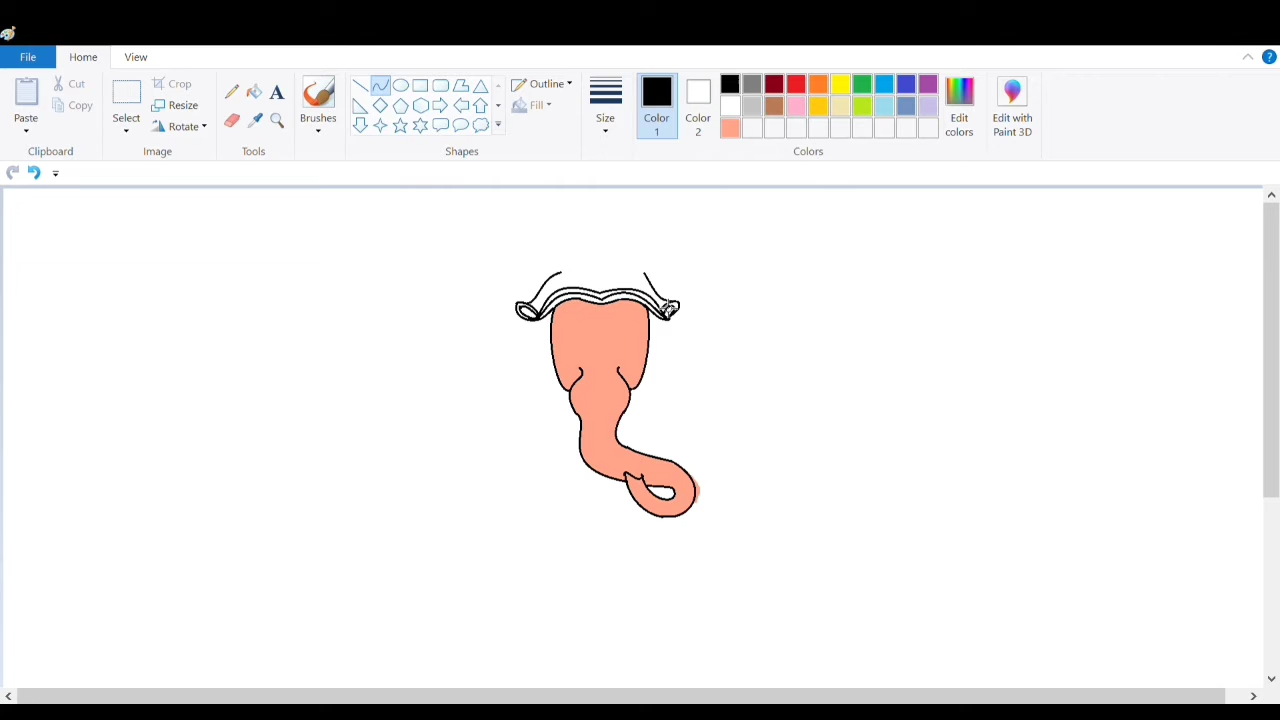 File Home View ?
Cut Crop Outline
Copy Resize Fill
Paste Select Rotate Brushes Size Color Color Edit Edit with
1 2 colors Paint 3D
Clipboard Image Tools Shapes Colors